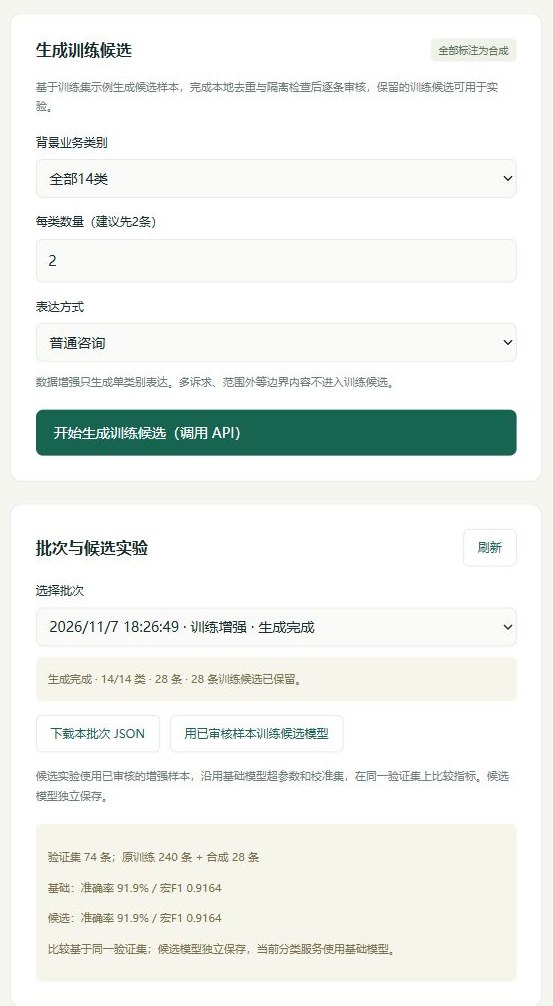 生成训练候选
全部标注为合成
基于训练集示例生成候选样本，完成本地去重与隔离检查后逐条审核，保留的训练候选可用于实
验。
背景业务类别
全部14类
每类数量（建议先2条）
2
表达方式
普通咨询
数据增强只生成单类别表达。多诉求、范围外等边界内容不进入训练候选。
开始生成训练候选（调用 API）
批次与候选实验
刷新
选择批次
2026/11/7 18:26:49 · 训练增强 · 生成完成
生成完成 · 14/14 类 · 28 条 · 28 条训练候选已保留。
下载本批次 JSON
用已审核样本训练候选模型
候选实验使用已审核的增强样本，沿用基础模型超参数和校准集，在同一验证集上比较指标。候选
模型独立保存。
验证集 74 条；原训练 240 条 + 合成 28 条
基础：准确率 91.9% / 宏F1 0.9164
候选：准确率 91.9% / 宏F1 0.9164
比较基于同一验证集；候选模型独立保存，当前分类服务使用基础模型。